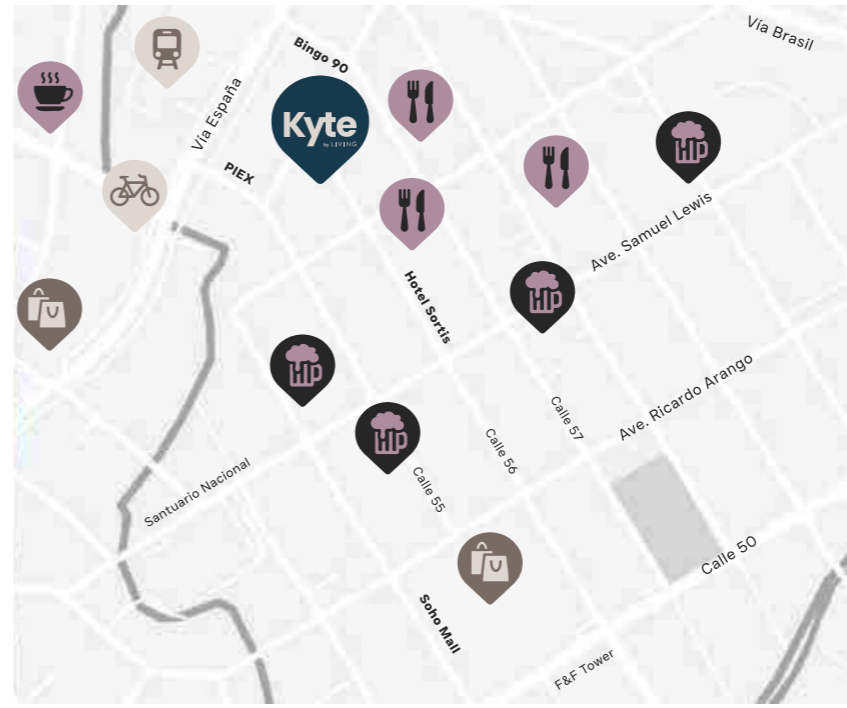 Vía Brasil
Bingo 90
Vía España
Kyte
by LIVING
PIEX
Ave. Samuel Lewis
Hotel Sortis
Ave. Ricardo Arango
Calle 57
Calle 56
Santuario Nacional
Calle 55
Calle 50
Soho Mall
F&F Tower